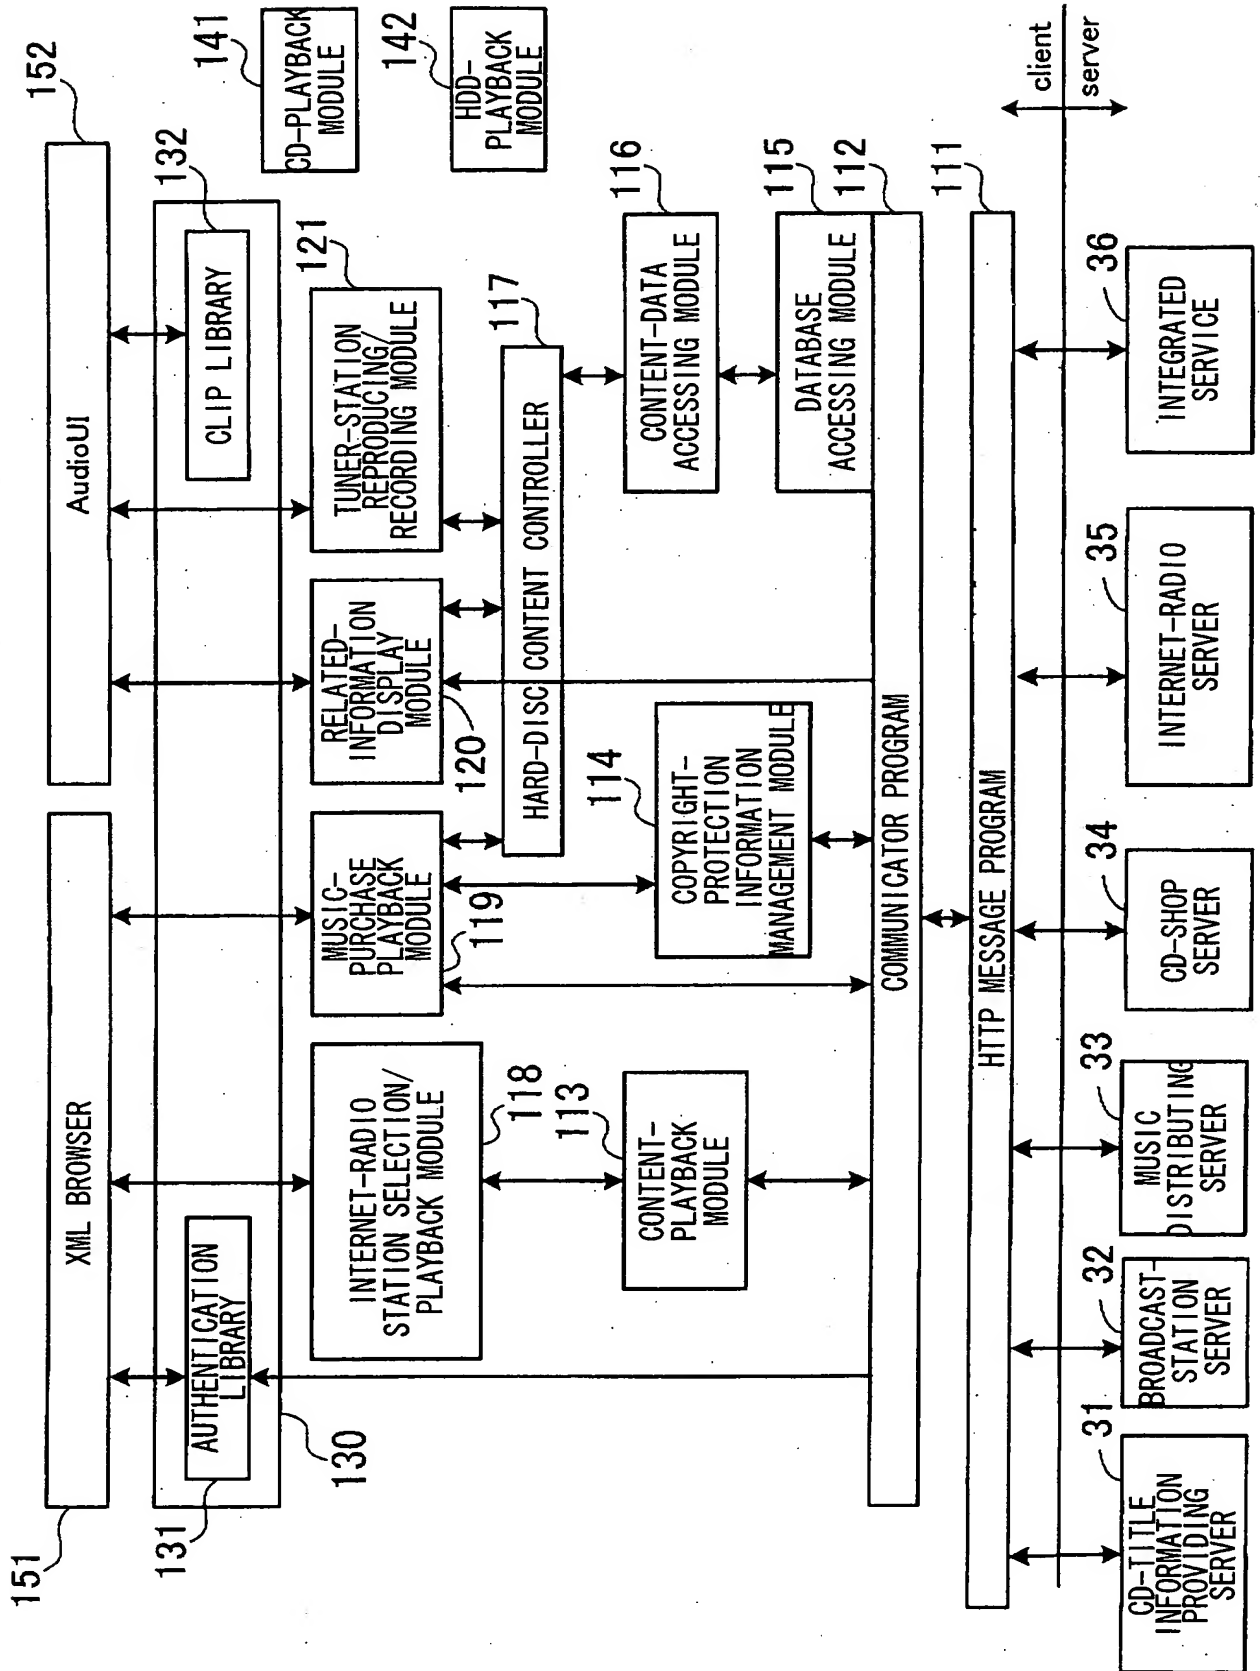 151
XML BROWSER
AudioUI
152
131
AUTHENTICATION
LIBRARY
130
CLIP LIBRARY
132
CD-PLAYBACK
MODULE
141
HDD-
PLAYBACK
MODULE
142
INTERNET-RADIO
STATION SELECTION/
PLAYBACK MODULE
118
MUSIC-
PURCHASE
PLAYBACK
MODULE
119
RELATED-
INFORMATION
DISPLAY
MODULE
120
TUNER-STATION
REPRODUCING/
RECORDING MODULE
121
HARD-DISC CONTENT CONTROLLER
117
CONTENT-
PLAYBACK
MODULE
113
COPYRIGHT-
PROTECTION
INFORMATION
MANAGEMENT MODULE
114
CONTENT-DATA
ACCESSING MODULE
116
DATABASE
ACCESSING MODULE
115
COMMUNICATOR PROGRAM
112
HTTP MESSAGE PROGRAM
111
client
server
CD-TITLE
INFORMATION
PROVIDING
SERVER
31
BROADCAST-
STATION
SERVER
32
MUSIC
DISTRIBUTING
SERVER
33
CD-SHOP
SERVER
34
INTERNET-RADIO
SERVER
35
INTEGRATED
SERVICE
36